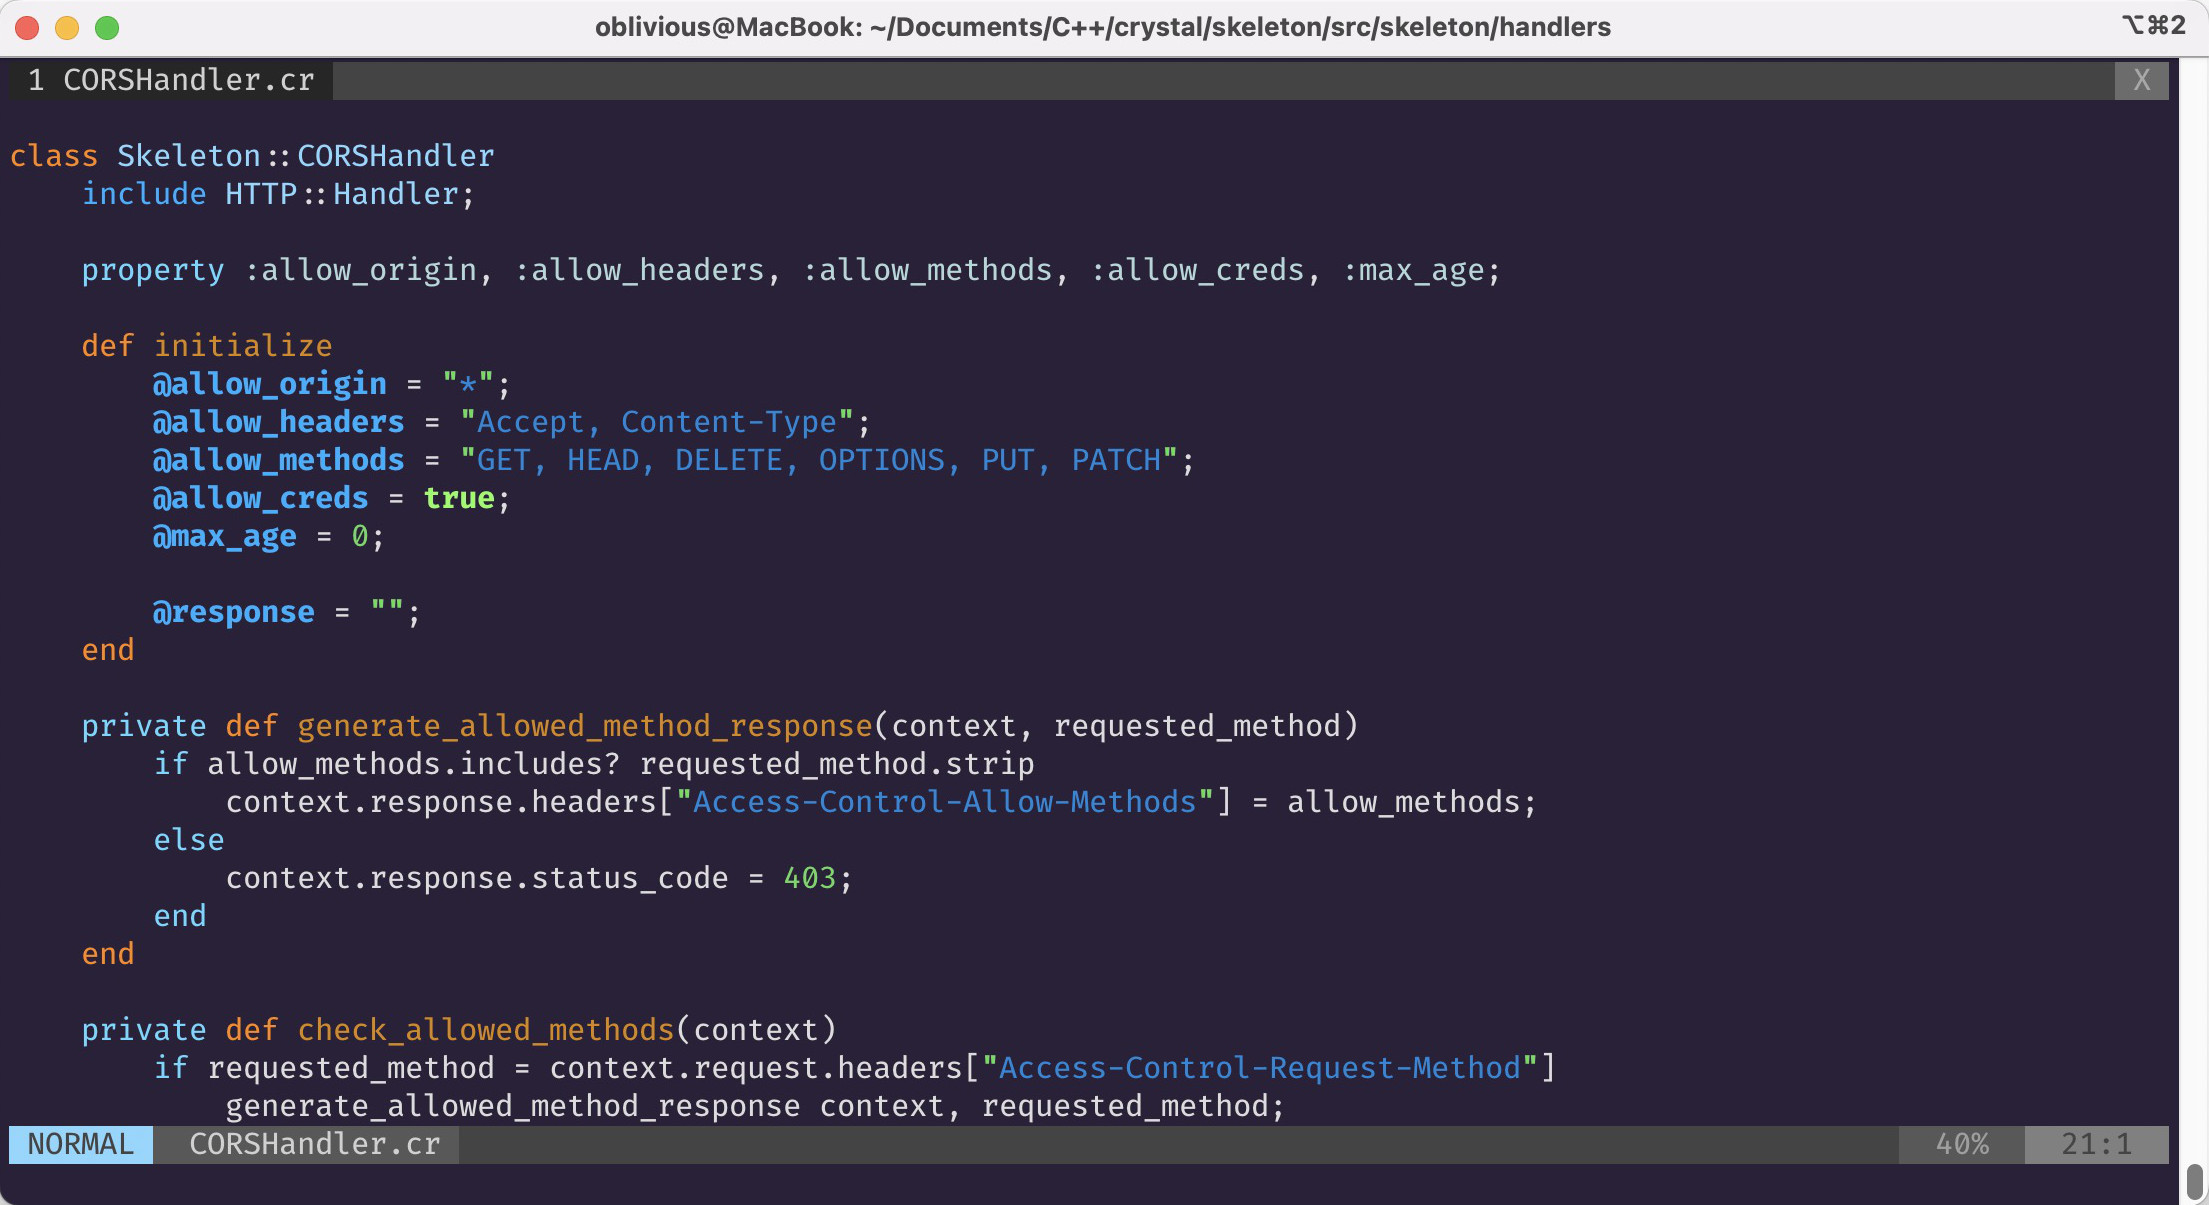 oblivious@MacBook: ~/Documents/C++/crystal/skeleton/src/skeleton/handlers ⌥⌘2
1 CORSHandler.cr X
class Skeleton::CORSHandler
    include HTTP::Handler;

    property :allow_origin, :allow_headers, :allow_methods, :allow_creds, :max_age;

    def initialize
        @allow_origin = "*";
        @allow_headers = "Accept, Content-Type";
        @allow_methods = "GET, HEAD, DELETE, OPTIONS, PUT, PATCH";
        @allow_creds = true;
        @max_age = 0;

        @response = "";
    end

    private def generate_allowed_method_response(context, requested_method)
        if allow_methods.includes? requested_method.strip
            context.response.headers["Access-Control-Allow-Methods"] = allow_methods;
        else
            context.response.status_code = 403;
        end
    end

    private def check_allowed_methods(context)
        if requested_method = context.request.headers["Access-Control-Request-Method"]
            generate_allowed_method_response context, requested_method;
NORMAL CORSHandler.cr 40% 21:1